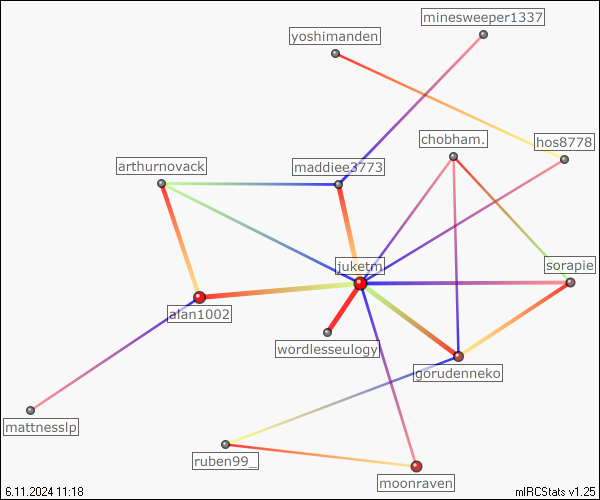 minesweeper1337
yoshimanden
chobham.
hos8778
arthurnovack
maddiee3773
juketm
sorapie
alan1002
wordlesseulogy
gorudenneko
mattnesslp
ruben99_
moonraven
6.11.2024 11:18
mIRCStats v1.25